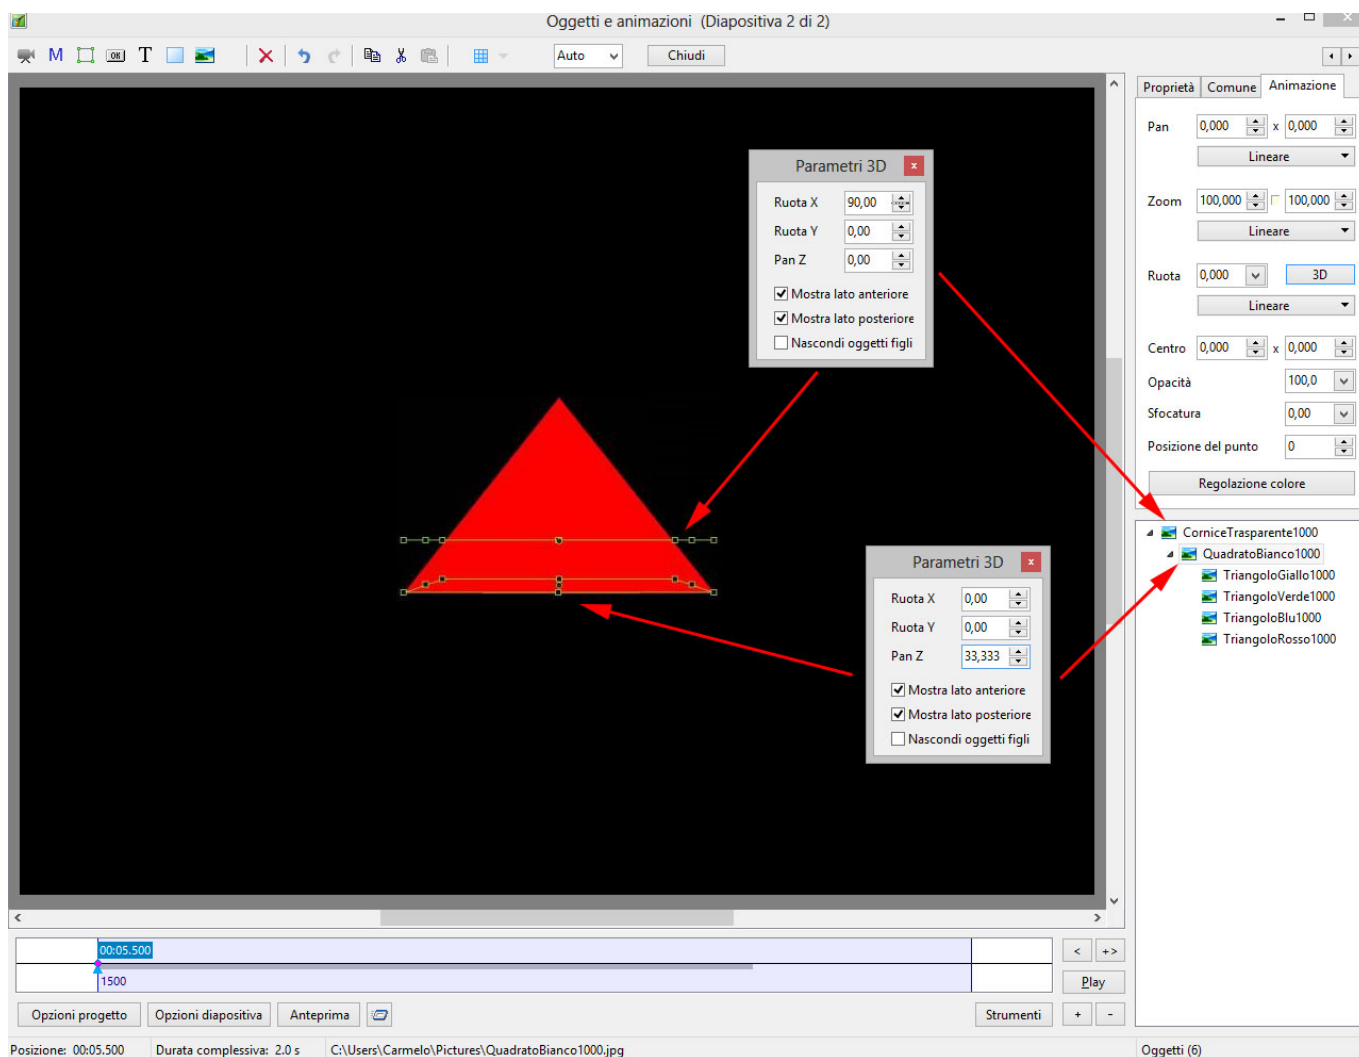 Oggetti e animazioni (Diapositiva 2 di 2)
M OK T Auto Chiudi
Proprietà Comune Animazione
Pan 0,000 x 0,000
Lineare
Zoom 100,000 100,000
Lineare
Ruota 0,000 3D
Lineare
Centro 0,000 x 0,000
Opacità 100,0
Sfocatura 0,00
Posizione del punto 0
Regolazione colore
Parametri 3D x
Ruota X 90,00
Ruota Y 0,00
Pan Z 0,00
Mostra lato anteriore
Mostra lato posteriore
Nascondi oggetti figli
Parametri 3D x
Ruota X 0,00
Ruota Y 0,00
Pan Z 33,333
Mostra lato anteriore
Mostra lato posteriore
Nascondi oggetti figli
CorniceTrasparente1000
QuadratoBianco1000
TriangoloGiallo1000
TriangoloVerde1000
TriangoloBlu1000
TriangoloRosso1000
00:05.500
1500
< +>
Play
Opzioni progetto Opzioni diapositiva Anteprima Strumenti + -
Posizione: 00:05.500 Durata complessiva: 2.0 s C:\Users\Carmelo\Pictures\QuadratoBianco1000.jpg Oggetti (6)